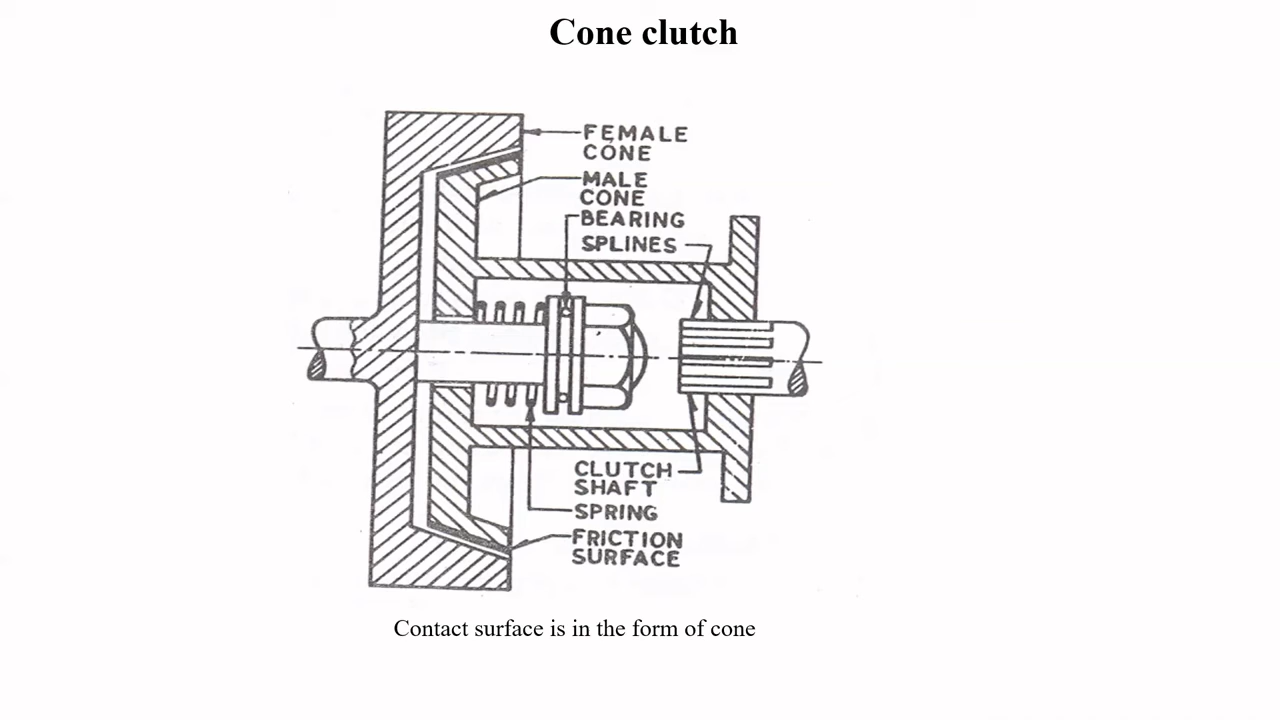 Cone clutch
FEMALE
CONE
MALE
CONE
BEARING
SPLINES
CLUTCH
SHAFT
SPRING
FRICTION
SURFACE
Contact surface is in the form of cone